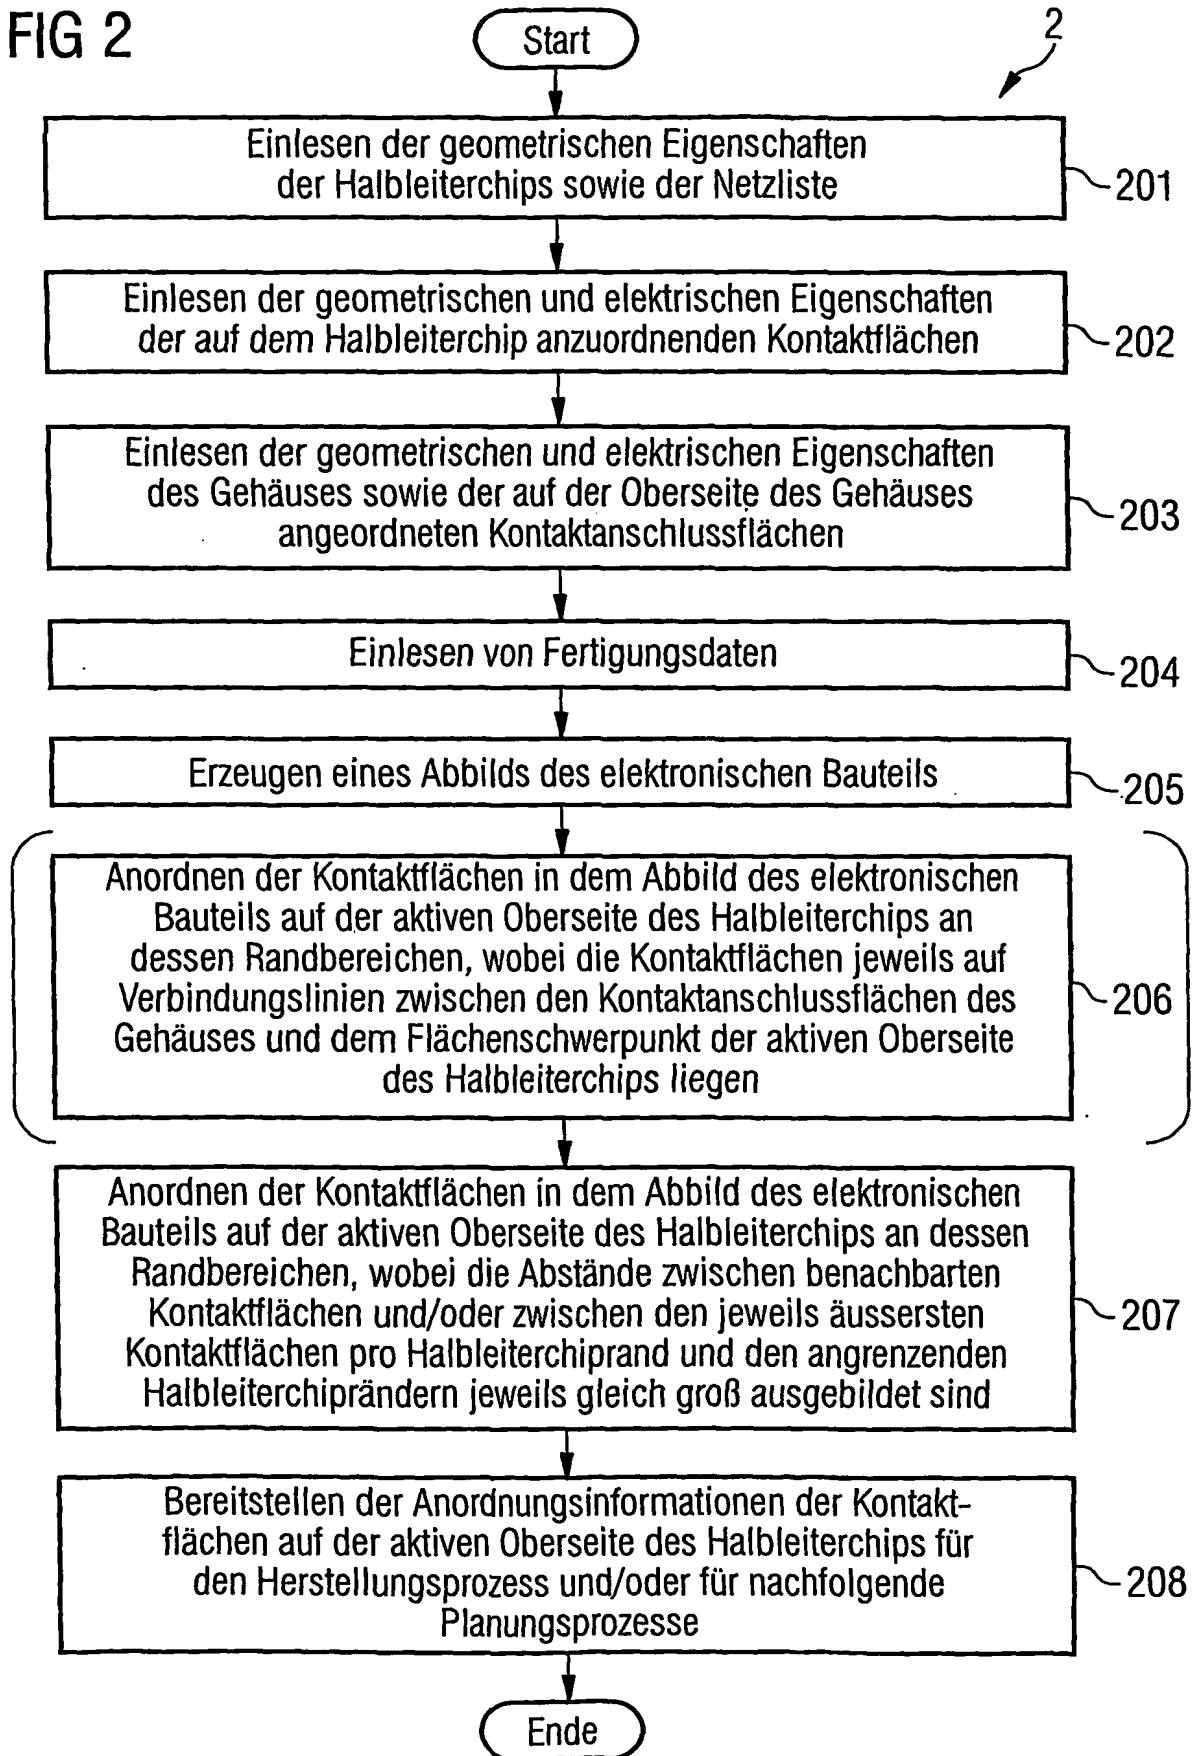 FIG 2
Start
2
Einlesen der geometrischen Eigenschaften
der Halbleiterchips sowie der Netzliste
201
Einlesen der geometrischen und elektrischen Eigenschaften
der auf dem Halbleiterchip anzuordnenden Kontaktflächen
202
Einlesen der geometrischen und elektrischen Eigenschaften
des Gehäuses sowie der auf der Oberseite des Gehäuses
angeordneten Kontaktanschlussflächen
203
Einlesen von Fertigungsdaten
204
Erzeugen eines Abbilds des elektronischen Bauteils
205
Anordnen der Kontaktflächen in dem Abbild des elektronischen
Bauteils auf der aktiven Oberseite des Halbleiterchips an
dessen Randbereichen, wobei die Kontaktflächen jeweils auf
Verbindungslinien zwischen den Kontaktanschlussflächen des
Gehäuses und dem Flächenschwerpunkt der aktiven Oberseite
des Halbleiterchips liegen
206
Anordnen der Kontaktflächen in dem Abbild des elektronischen
Bauteils auf der aktiven Oberseite des Halbleiterchips an dessen
Randbereichen, wobei die Abstände zwischen benachbarten
Kontaktflächen und/oder zwischen den jeweils äussersten
Kontaktflächen pro Halbleiterchiprand und den angrenzenden
Halbleiterchiprändern jeweils gleich groß ausgebildet sind
207
Bereitstellen der Anordnungsinformationen der Kontakt-
flächen auf der aktiven Oberseite des Halbleiterchips für
den Herstellungsprozess und/oder für nachfolgende
Planungsprozesse
208
Ende